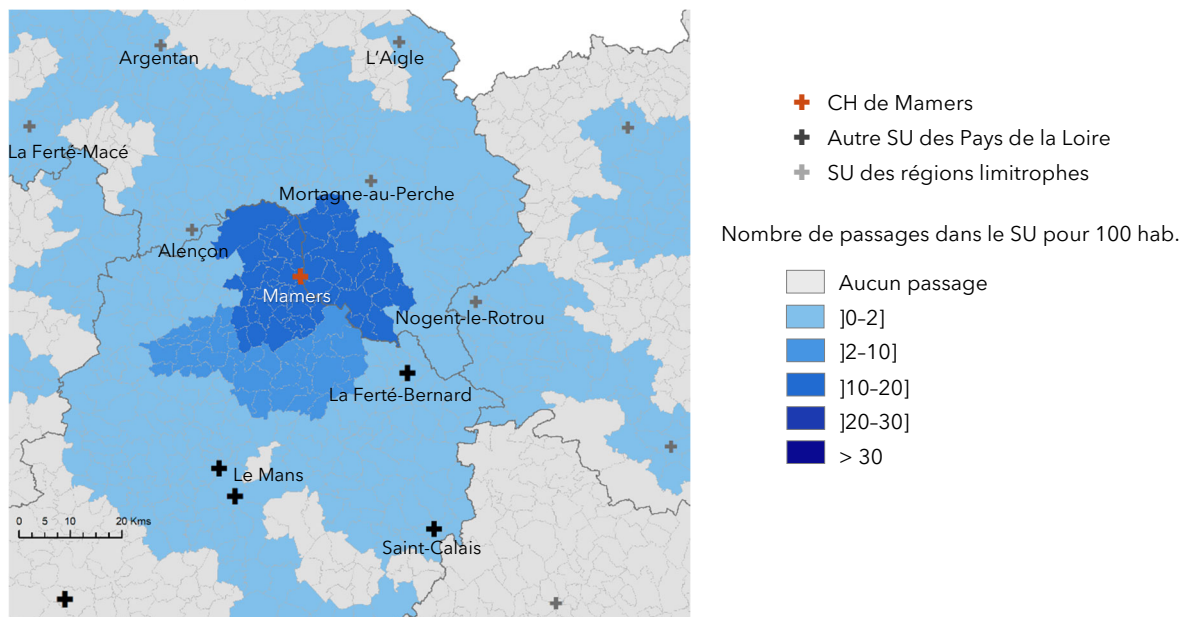 Argentan
L'Aigle
La Ferté-Macé
Mortagne-au-Perche
Alençon
Mamers
Nogent-le-Rotrou
La Ferté-Bernard
Le Mans
Saint-Calais
0 5 10 20 Kms
CH de Mamers
Autre SU des Pays de la Loire
SU des régions limitrophes
Nombre de passages dans le SU pour 100 hab.
Aucun passage
]0–2]
]2–10]
]10–20]
]20–30]
> 30